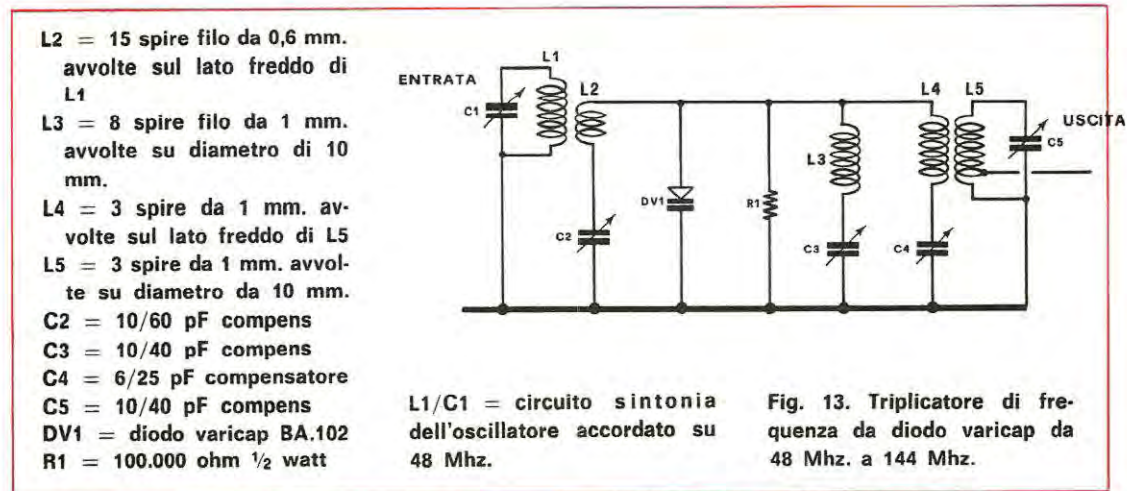 L2 = 15 spire filo da 0,6 mm.
avvolte sul lato freddo di
L1
L3 = 8 spire filo da 1 mm.
avvolte su diametro di 10
mm.
L4 = 3 spire da 1 mm. av-
volte sul lato freddo di L5
L5 = 3 spire da 1 mm. avvol-
te su diametro da 10 mm.
C2 = 10/60 pF compens
C3 = 10/40 pF compens
C4 = 6/25 pF compensatore
C5 = 10/40 pF compens
DV1 = diodo varicap BA.102
R1 = 100.000 ohm ½ watt
ENTRATA
L1
C1
L2
C2
DV1
R1
L3
C3
L4
L5
C4
C5
USCITA
L1/C1 = circuito sintonia
dell'oscillatore accordato su
48 Mhz.
Fig. 13. Triplicatore di fre-
quenza da diodo varicap da
48 Mhz. a 144 Mhz.